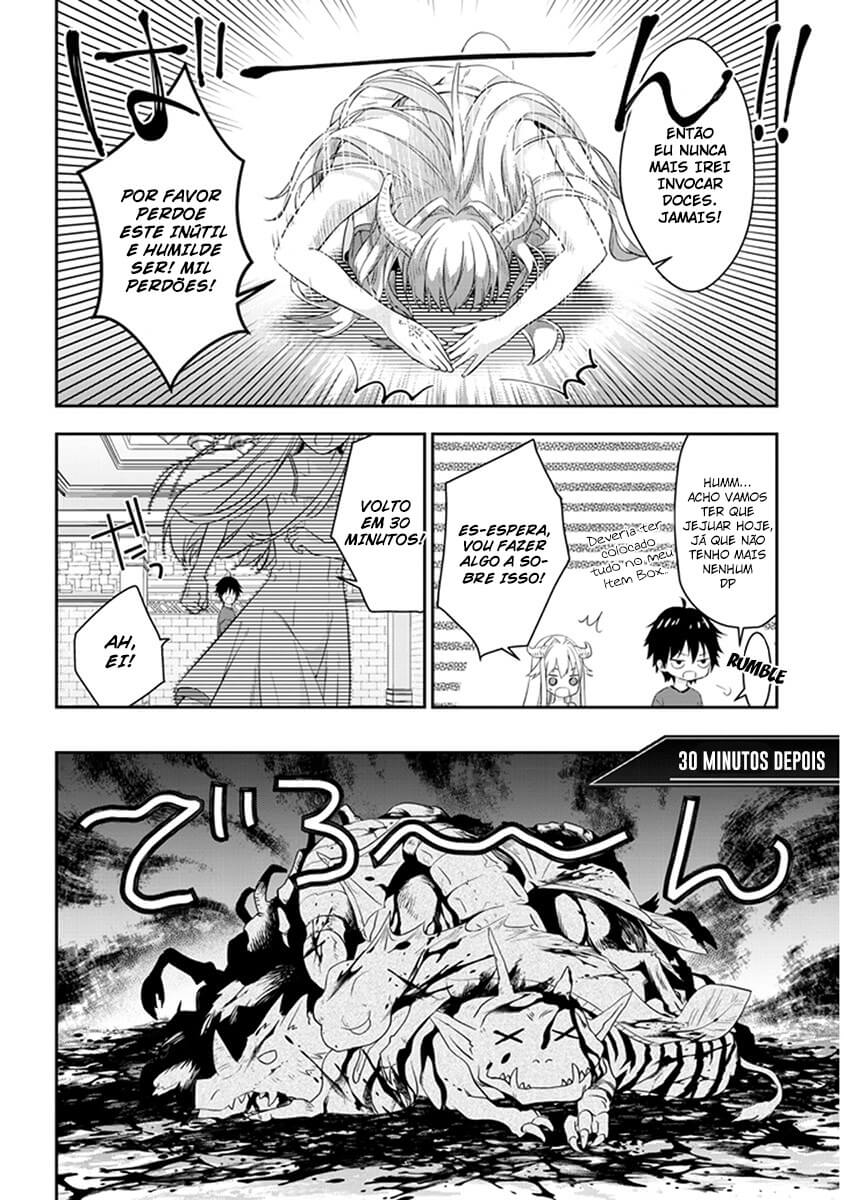 ばーーん!!
ENTÃO
EU NUNCA
MAIS IREI
INVOCAR
DOCES.
JAMAIS!
POR FAVOR
PERDOE
ESTE INÚTIL
E HUMILDE
SER! MIL
PERDÕES!
HUMM...
ACHO VAMOS
TER QUE
JEJUAR HOJE,
JÁ QUE NÃO
TENHO MAIS
NENHUM
DP
RUMBLE
Deveria ter
colocado
tudo no meu
Item Box...
ES-ESPERA,
VOU FAZER
ALGO A SO-
BRE ISSO!
VOLTO
EM 30
MINUTOS!
AH,
EI!
30 MINUTOS DEPOIS
でろ〜〜ん